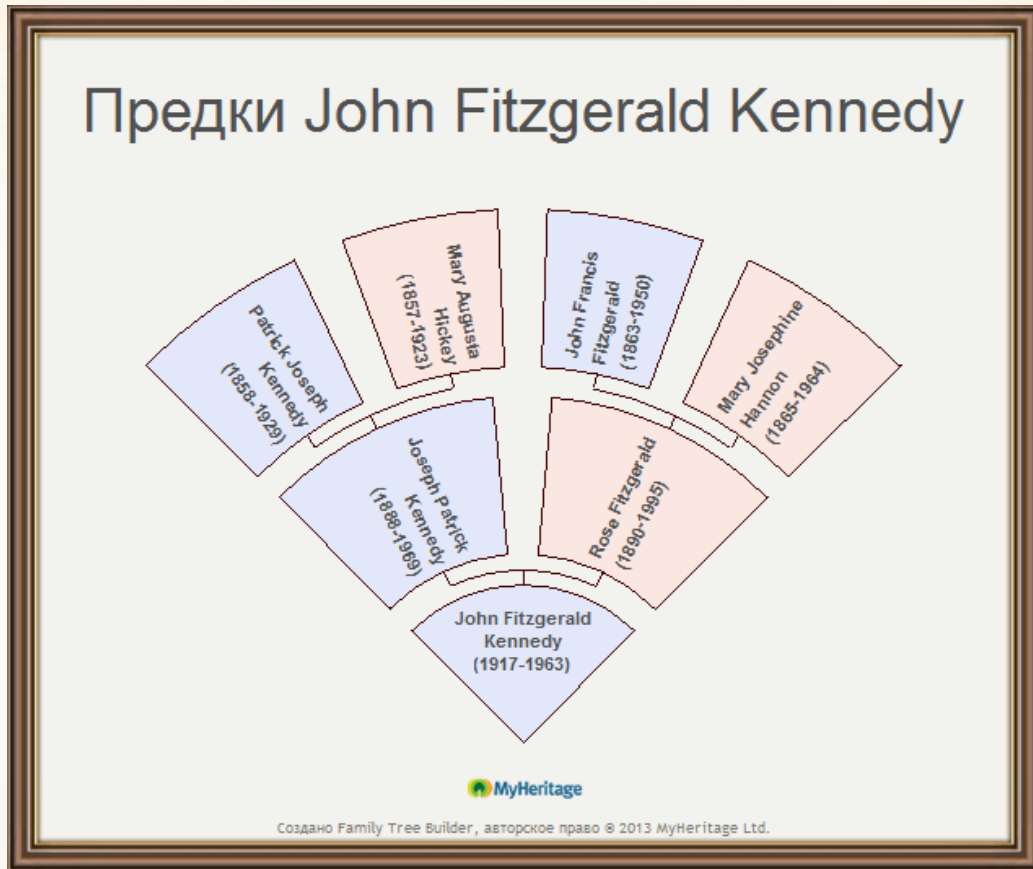 Предки John Fitzgerald Kennedy
Patrick Joseph
Kennedy
(1858-1929)
Mary Augusta
Hickey
(1857-1923)
John Francis
Fitzgerald
(1863-1950)
Mary Josephine
Hannon
(1865-1964)
Joseph Patrick
Kennedy
(1888-1969)
Rose Fitzgerald
(1890-1995)
John Fitzgerald
Kennedy
(1917-1963)
MyHeritage
Создано Family Tree Builder, авторское право © 2013 MyHeritage Ltd.